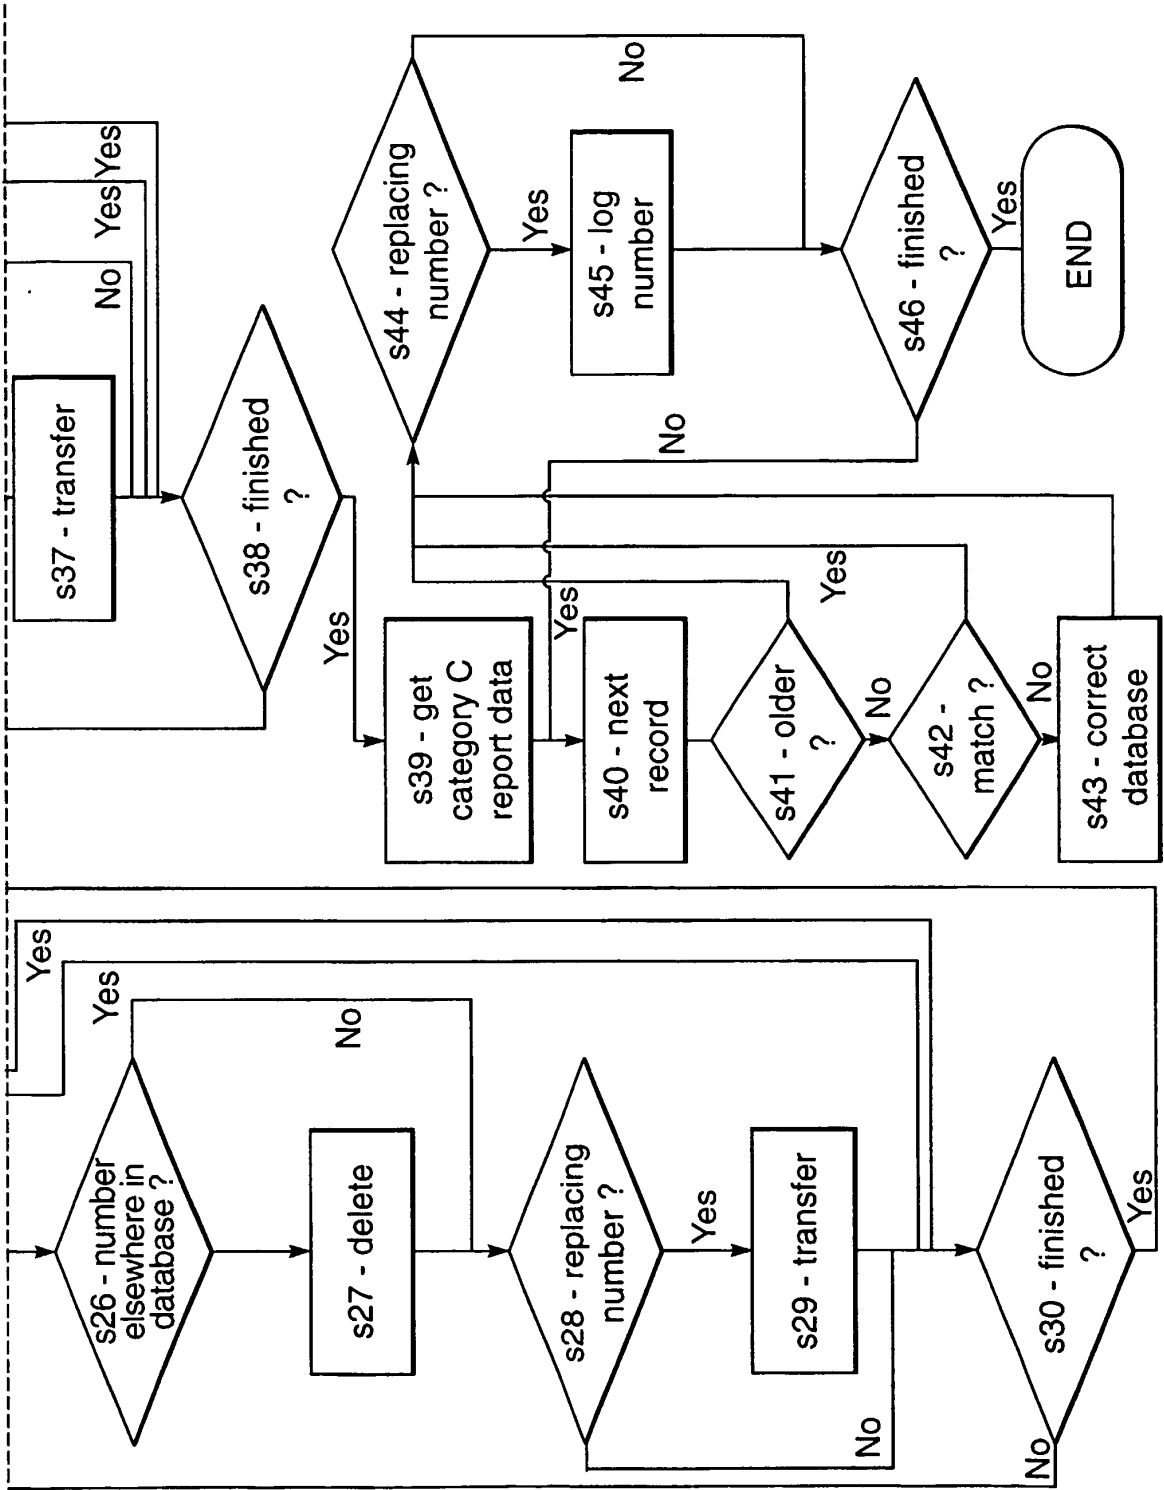 s26 - number
elsewhere in
database ?
Yes
Yes
No
s27 - delete
s28 - replacing
number ?
Yes
No
s29 - transfer
s30 - finished
?
No
Yes
s37 - transfer
No
Yes
Yes
s38 - finished
?
Yes
s39 - get
category C
report data
Yes
s40 - next
record
s41 - older
?
Yes
No
s42 -
match ?
No
s43 - correct
database
s44 - replacing
number ?
No
Yes
s45 - log
number
No
s46 - finished
?
Yes
END